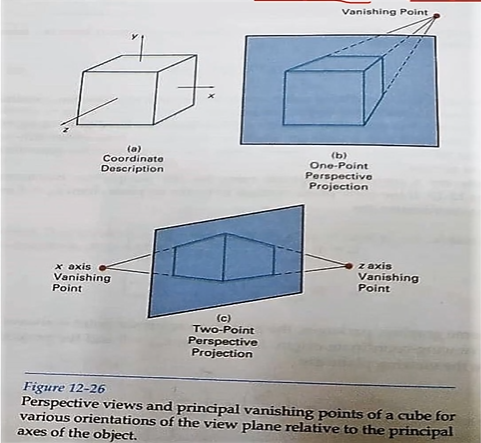 Vanishing Point
y
x
z
(a)
Coordinate
Description
(b)
One-Point
Perspective
Projection
x axis
Vanishing
Point
z axis
Vanishing
Point
(c)
Two-Point
Perspective
Projection
Figure 12-26
Perspective views and principal vanishing points of a cube for
various orientations of the view plane relative to the principal
axes of the object.